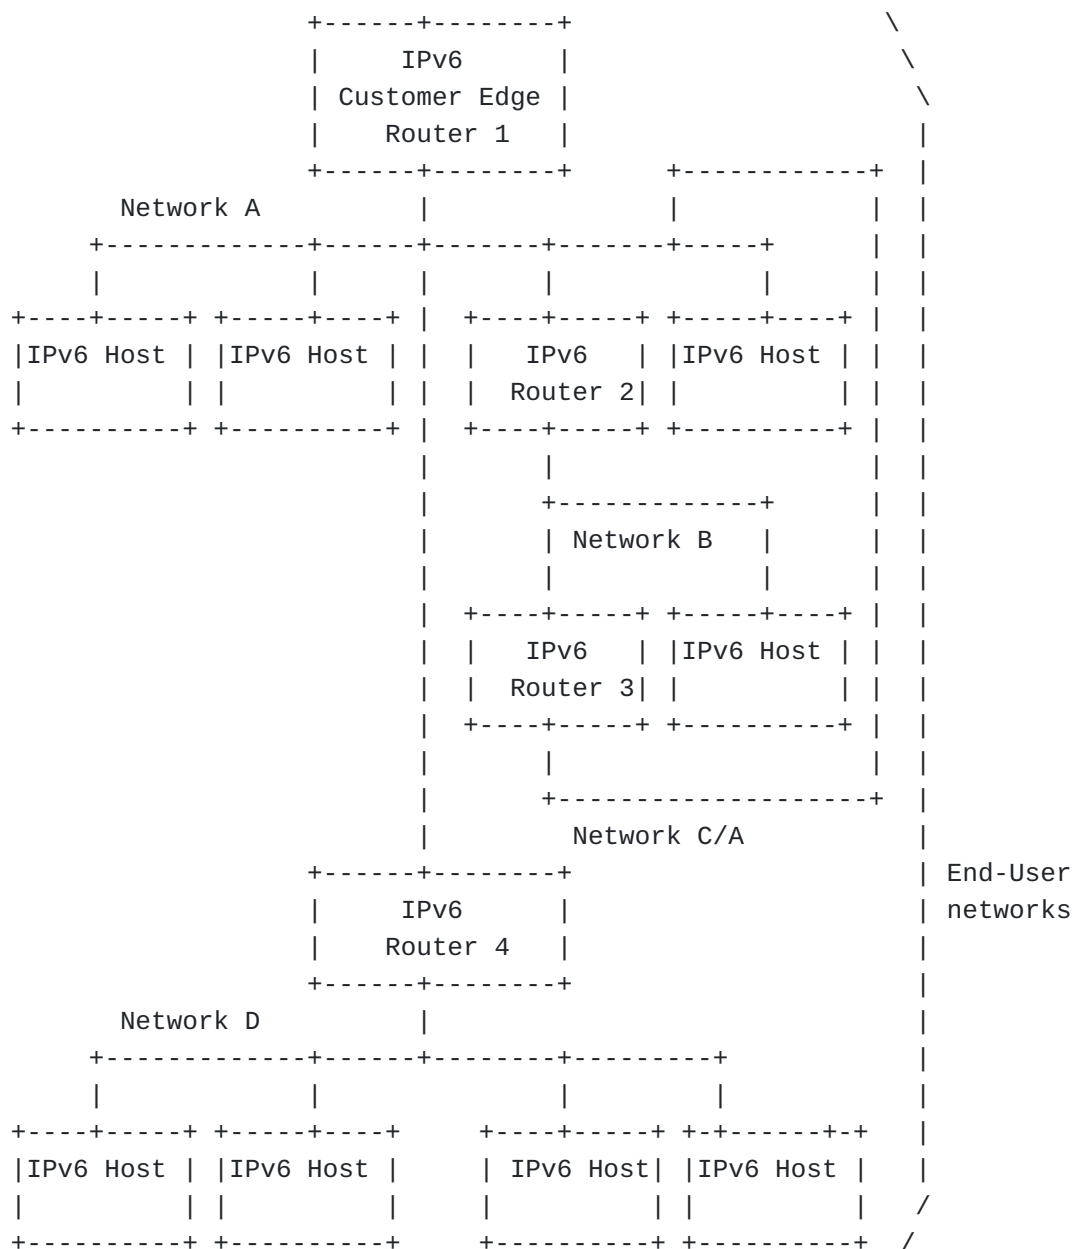 IPv6
Customer Edge
Router 1
Network A
IPv6 Host IPv6 Host IPv6 IPv6 Host
Router 2
Network B
IPv6 IPv6 Host
Router 3
Network C/A
End-User
IPv6 networks
Router 4
Network D
IPv6 Host IPv6 Host IPv6 Host IPv6 Host